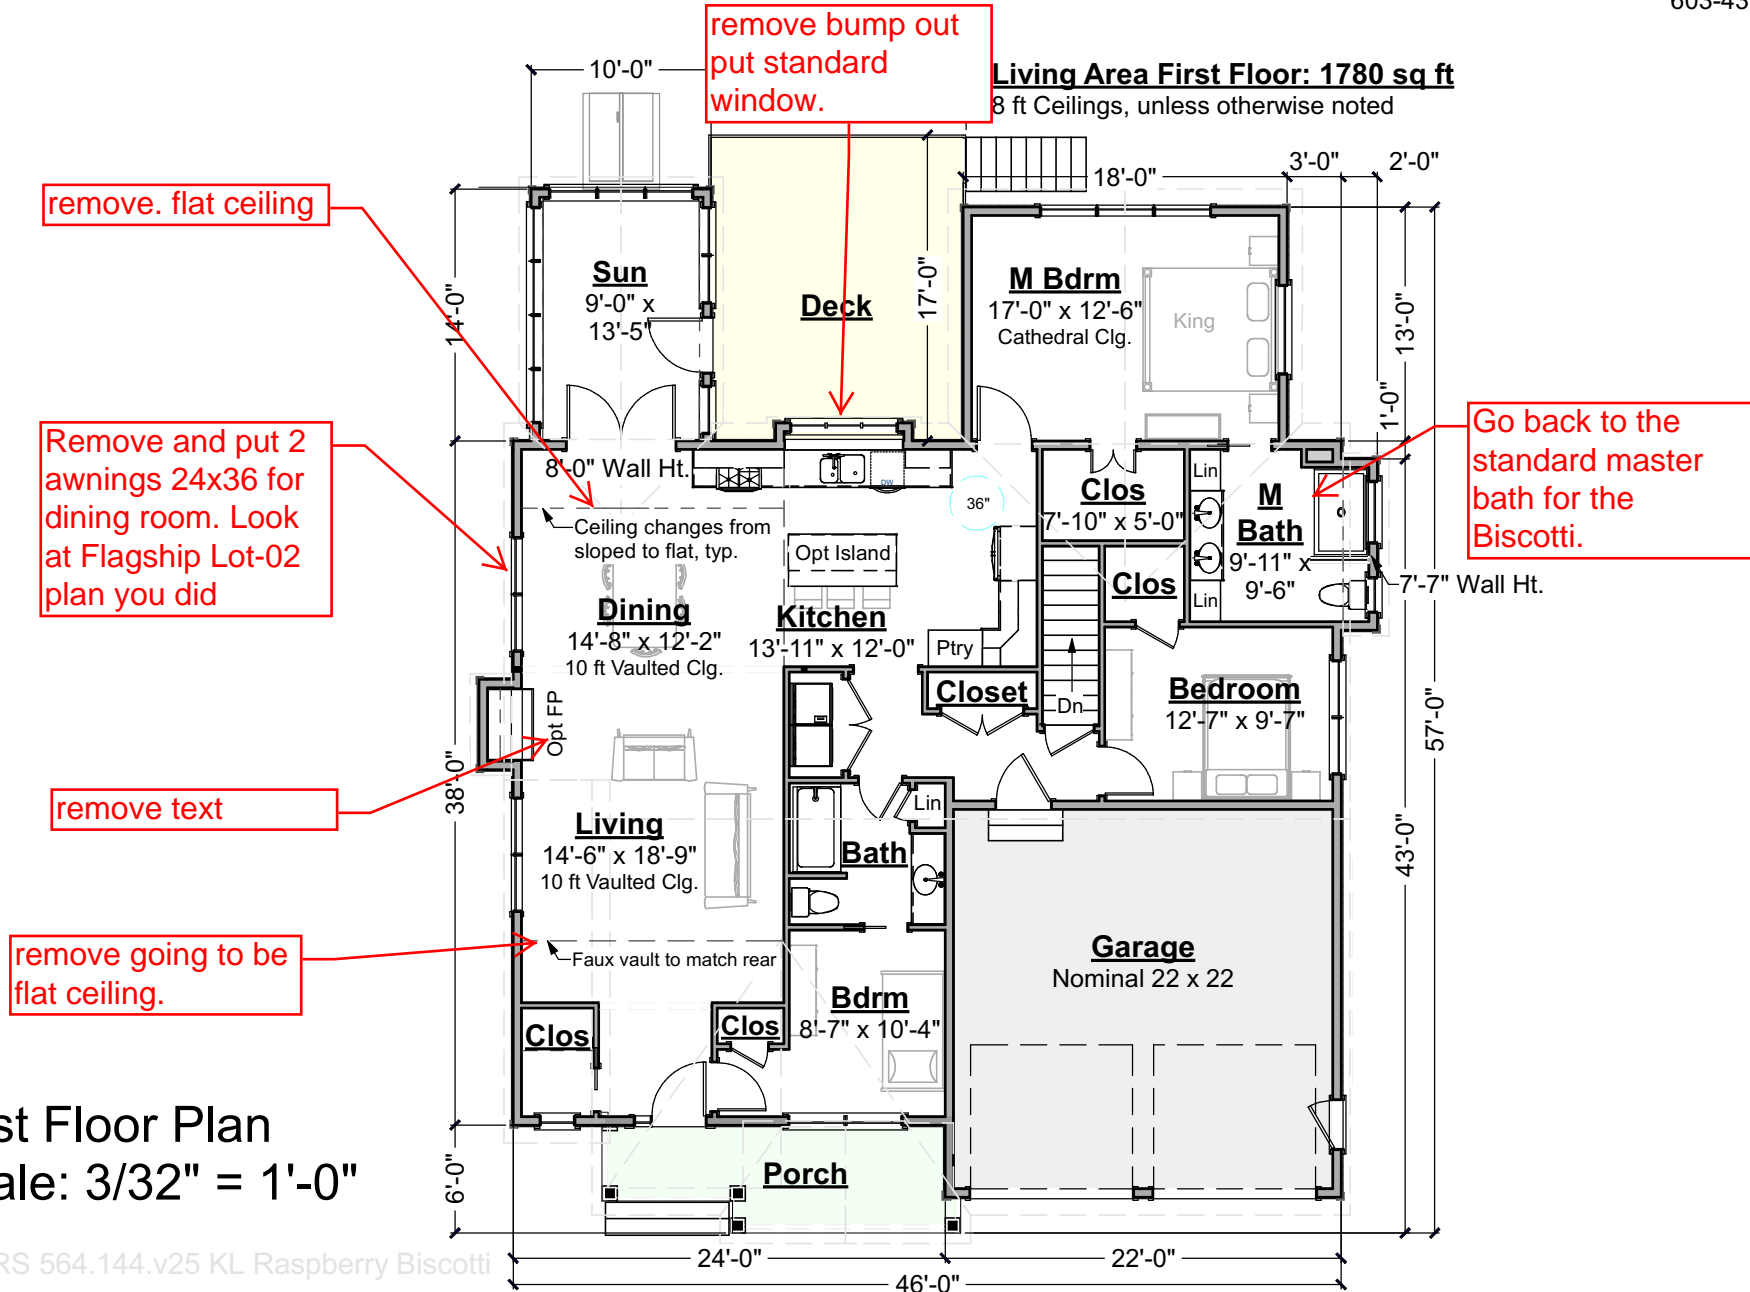 603-43
remove bump out
put standard
window.
Living Area First Floor: 1780 sq ft
8 ft Ceilings, unless otherwise noted
10'-0"
18'-0"
3'-0"
2'-0"
remove. flat ceiling
14'-0"
Sun
9'-0" x
13'-5"
Deck
17'-0"
M Bdrm
17'-0" x 12'-6"
Cathedral Clg.
King
13'-0"
1'-0"
Remove and put 2
awnings 24x36 for
dining room. Look
at Flagship Lot-02
plan you did
Go back to the
standard master
bath for the
Biscotti.
8'-0" Wall Ht.
DW
36"
Ceiling changes from
sloped to flat, typ.
Opt Island
Clos
7'-10" x 5'-0"
Lin
M
Bath
9'-11" x
9'-6"
Lin
7'-7" Wall Ht.
Clos
Dining
14'-8" x 12'-2"
10 ft Vaulted Clg.
Kitchen
13'-11" x 12'-0"
Ptry
Closet
Dn
Bedroom
12'-7" x 9'-7"
57'-0"
Opt FP
38'-0"
remove text
Living
14'-6" x 18'-9"
10 ft Vaulted Clg.
Lin
Bath
43'-0"
remove going to be
flat ceiling.
Faux vault to match rear
Garage
Nominal 22 x 22
Bdrm
8'-7" x 10'-4"
Clos
Clos
st Floor Plan
ale: 3/32" = 1'-0"
6'-0"
Porch
RS 564.144.v25 KL Raspberry Biscotti
24'-0"
22'-0"
46'-0"